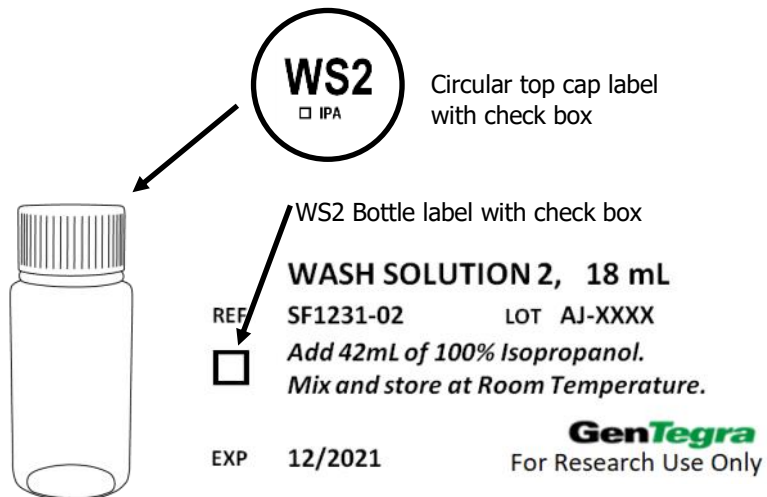 WS2
☐ IPA
Circular top cap label
with check box
WS2 Bottle label with check box
WASH SOLUTION 2, 18 mL
REF SF1231-02 LOT AJ-XXXX
Add 42mL of 100% Isopropanol.
Mix and store at Room Temperature.
GenTegra
EXP 12/2021 For Research Use Only